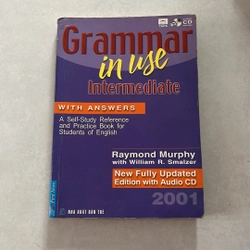 CD
Grammar
in use
Intermediate
WITH ANSWERS
A Self-Study Reference
and Practice Book for
Students of English
Raymond Murphy
with William R. Smalzer
New Fully Updated
Edition with Audio CD
2001